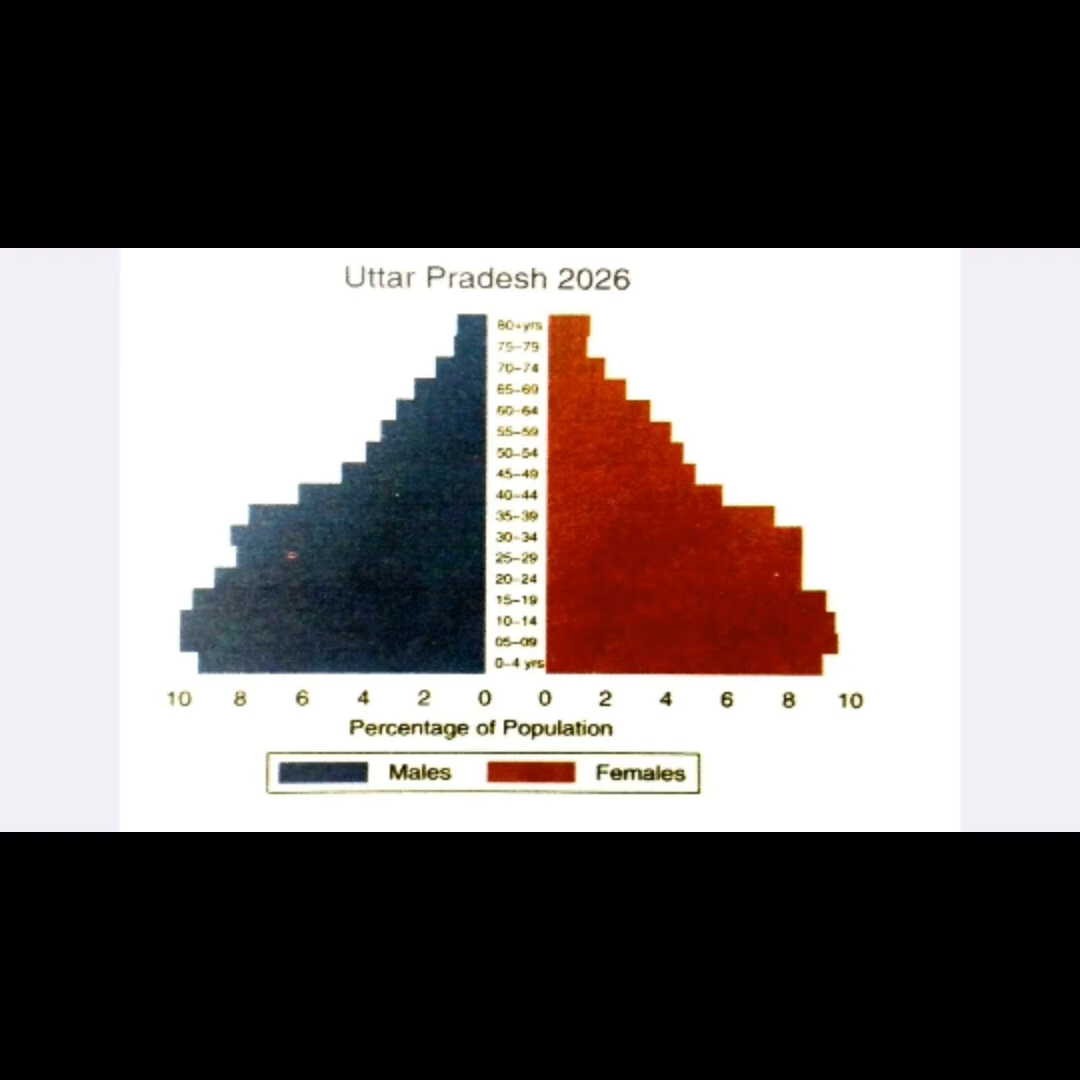 Uttar Pradesh 2026
80+yrs
75–79
70–74
65–69
60–64
55–59
50–54
45–49
40–44
35–39
30–34
25–29
20–24
15–19
10–14
05–09
0–4 yrs
10 8 6 4 2 0 0 2 4 6 8 10
Percentage of Population
Males Females